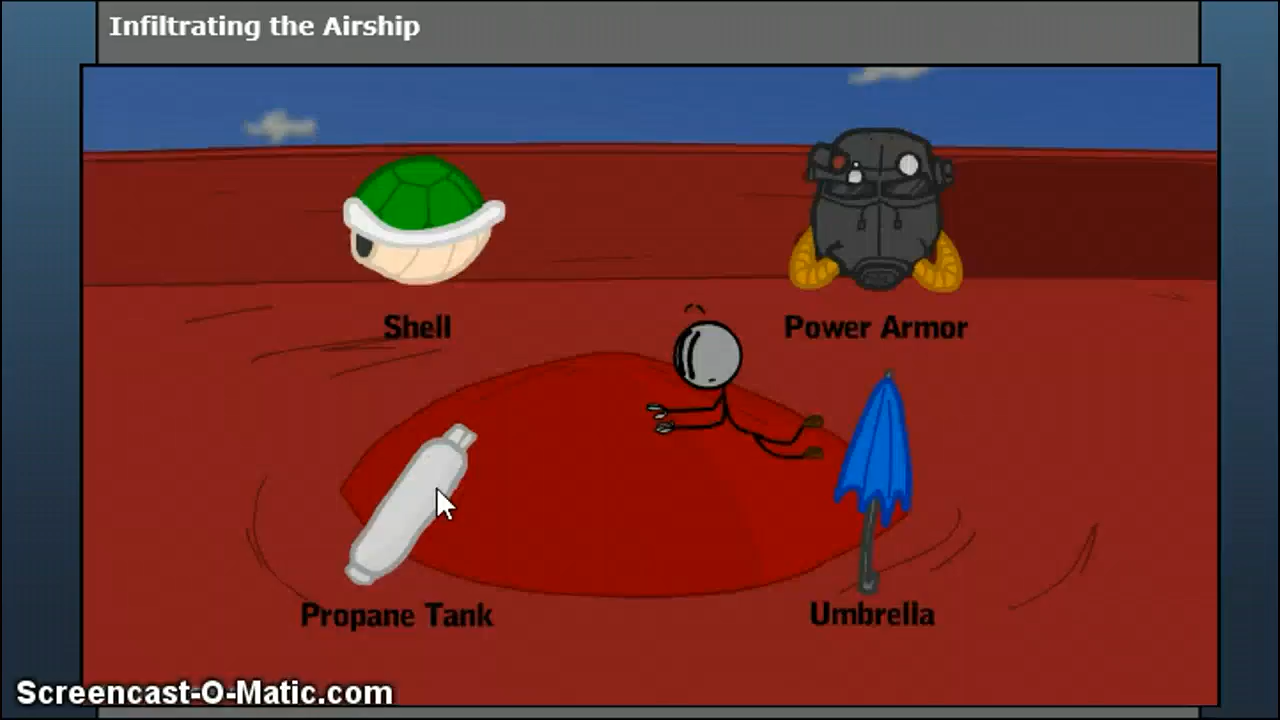 Infiltrating the Airship
Shell
Power Armor
Propane Tank
Umbrella
Screencast-O-Matic.com